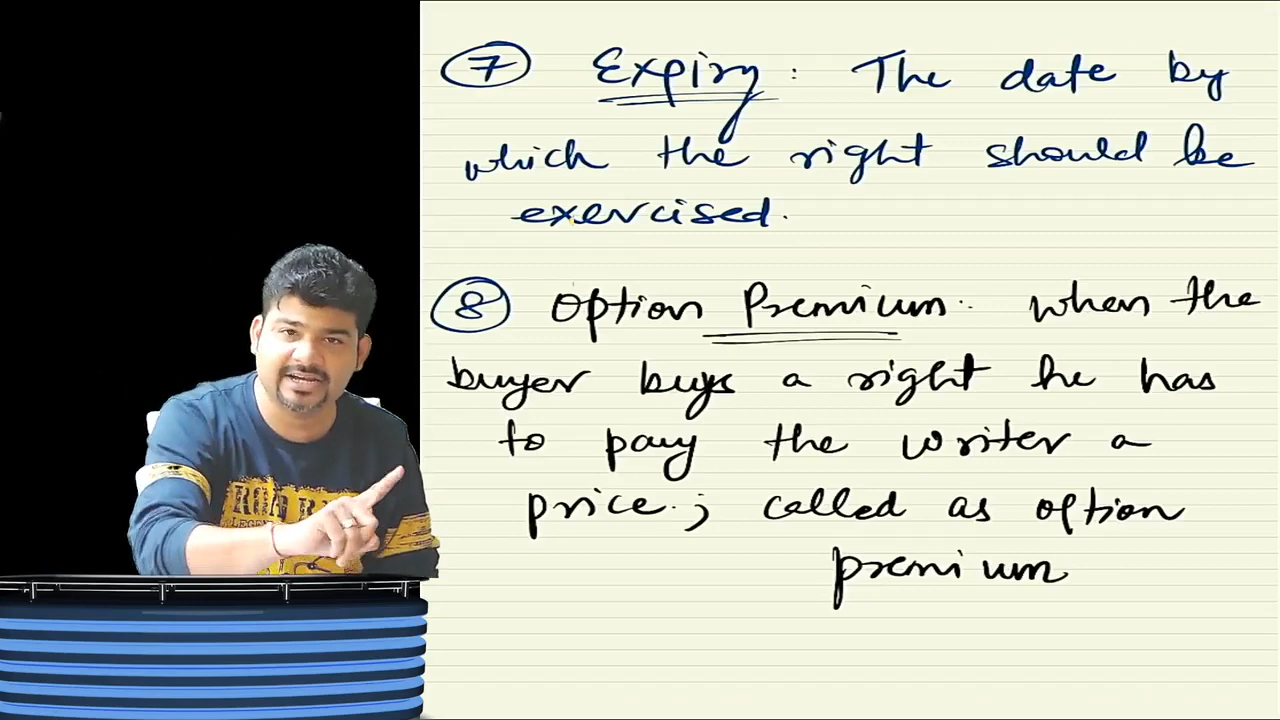 7 Expiry : The date by
which the right should be
exercised.
8 Option Premium. When the
buyer buys a right he has
to pay the writer a
price.; called as option
premium